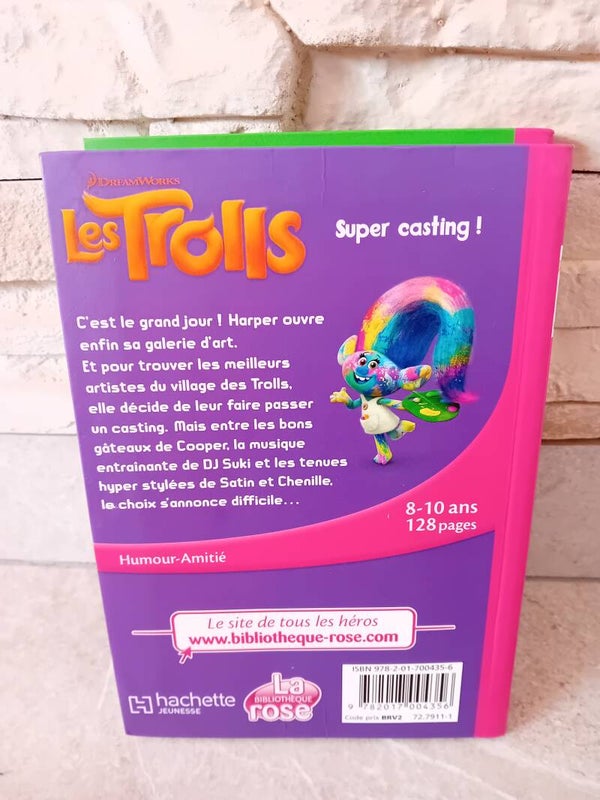 DREAMWORKS
Les Trolls
Super casting !
C'est le grand jour ! Harper ouvre
enfin sa galerie d'art.
Et pour trouver les meilleurs
artistes du village des Trolls,
elle décide de leur faire passer
un casting. Mais entre les bons
gâteaux de Cooper, la musique
entrainante de DJ Suki et les tenues
hyper stylées de Satin et Chenille,
le choix s'annonce difficile...
8-10 ans
128 pages
Humour-Amitié
Le site de tous les héros
www.bibliotheque-rose.com
hachette
JEUNESSE
La
BIBLIOTHÈQUE
rose
ISBN 978-2-01-700435-6
9 782017 004356
Code prix BRV2 72.7911-1